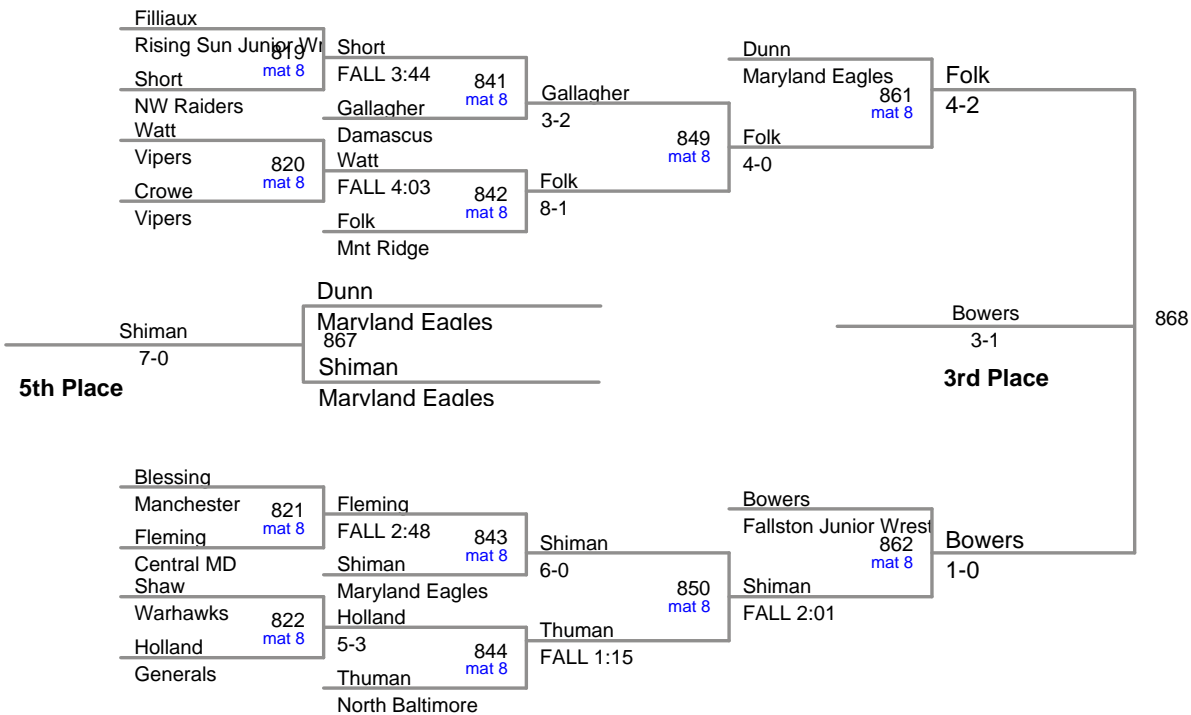 Filliaux
Rising Sun Junior Wr
819
mat 8
Short
NW Raiders
Watt
Vipers
820
mat 8
Crowe
Vipers
Short
FALL 3:44
841
mat 8
Gallagher
Damascus
Watt
FALL 4:03
842
mat 8
Folk
Mnt Ridge
Gallagher
3-2
849
mat 8
Folk
8-1
Dunn
Maryland Eagles
861
mat 8
Folk
4-0
Folk
4-2
Dunn
Maryland Eagles
867
Shiman
Maryland Eagles
Shiman
7-0
5th Place
Bowers
3-1
3rd Place
868
Blessing
Manchester
821
mat 8
Fleming
Central MD
Shaw
Warhawks
822
mat 8
Holland
Generals
Fleming
FALL 2:48
843
mat 8
Shiman
Maryland Eagles
Holland
5-3
844
mat 8
Thuman
North Baltimore
Shiman
6-0
850
mat 8
Thuman
FALL 1:15
Bowers
Fallston Junior Wrest
862
mat 8
Shiman
FALL 2:01
Bowers
1-0